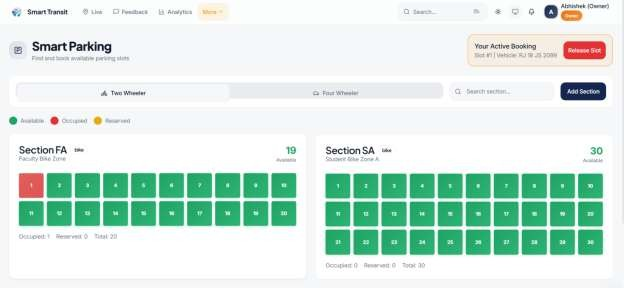 Smart Transit
Live
Feedback
Analytics
More
Search...
A
Abhishek (Owner)
Smart Parking
Find and book available parking slots
Your Active Booking
Slot #1 | Vehicle: RJ 18 JS 2099
Release Slot
Two Wheeler
Four Wheeler
Search section...
Add Section
Available
Occupied
Reserved
Section FA bike
Faculty Bike Zone
19
Available
1 2 3 4 5 6 7 8 9 10
11 12 13 14 15 16 17 18 19 20
Occupied: 1 Reserved: 0 Total: 20
Section SA bike
Student Bike Zone A
30
Available
1 2 3 4 5 6 7 8 9 10
11 12 13 14 15 16 17 18 19 20
21 22 23 24 25 26 27 28 29 30
Occupied: 0 Reserved: 0 Total: 30